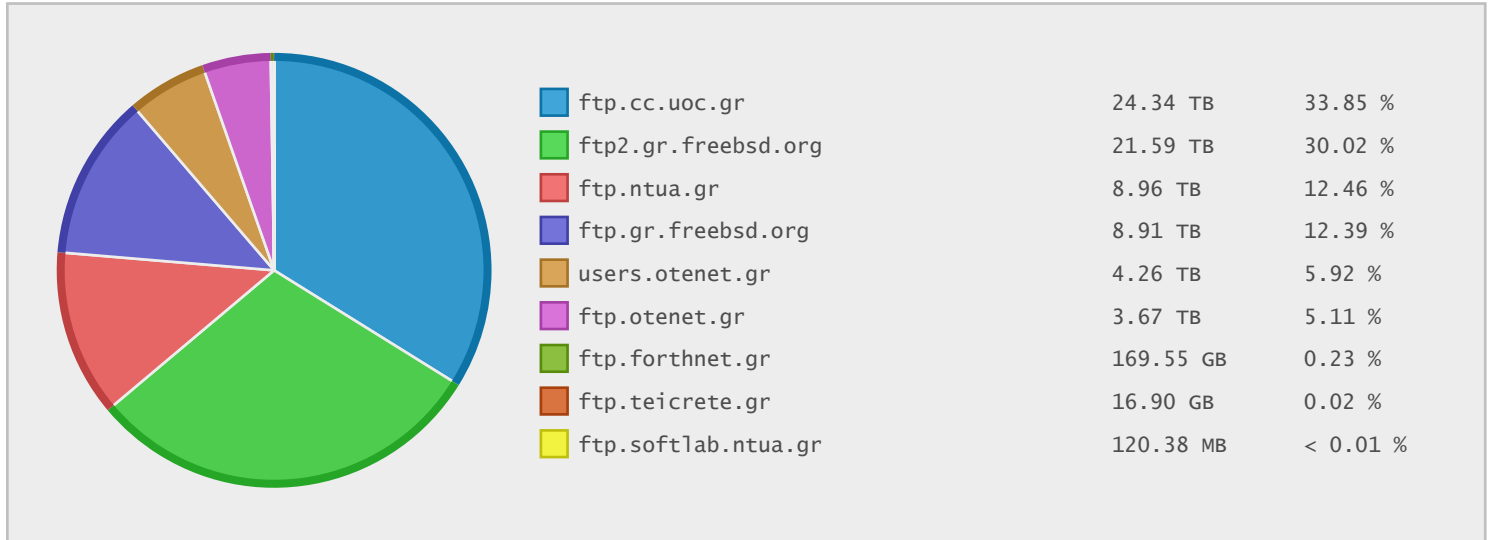 ftp.cc.uoc.gr 24.34 TB 33.85 %
ftp2.gr.freebsd.org 21.59 TB 30.02 %
ftp.ntua.gr 8.96 TB 12.46 %
ftp.gr.freebsd.org 8.91 TB 12.39 %
users.otenet.gr 4.26 TB 5.92 %
ftp.otenet.gr 3.67 TB 5.11 %
ftp.forthnet.gr 169.55 GB 0.23 %
ftp.teicrete.gr 16.90 GB 0.02 %
ftp.softlab.ntua.gr 120.38 MB < 0.01 %